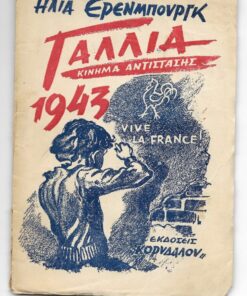 ΗΛΙΑ ΕΡΕΝΜΠΟΥΡΓΚ
ΓΑΛΛΙΑ
ΚΙΝΗΜΑ ΑΝΤΙΣΤΑΣΗΣ
1943
VIVE
LA FRANCE!
ΕΚΔΟΣΕΙΣ
"ΚΟΡΥΔΑΛΟΥ"